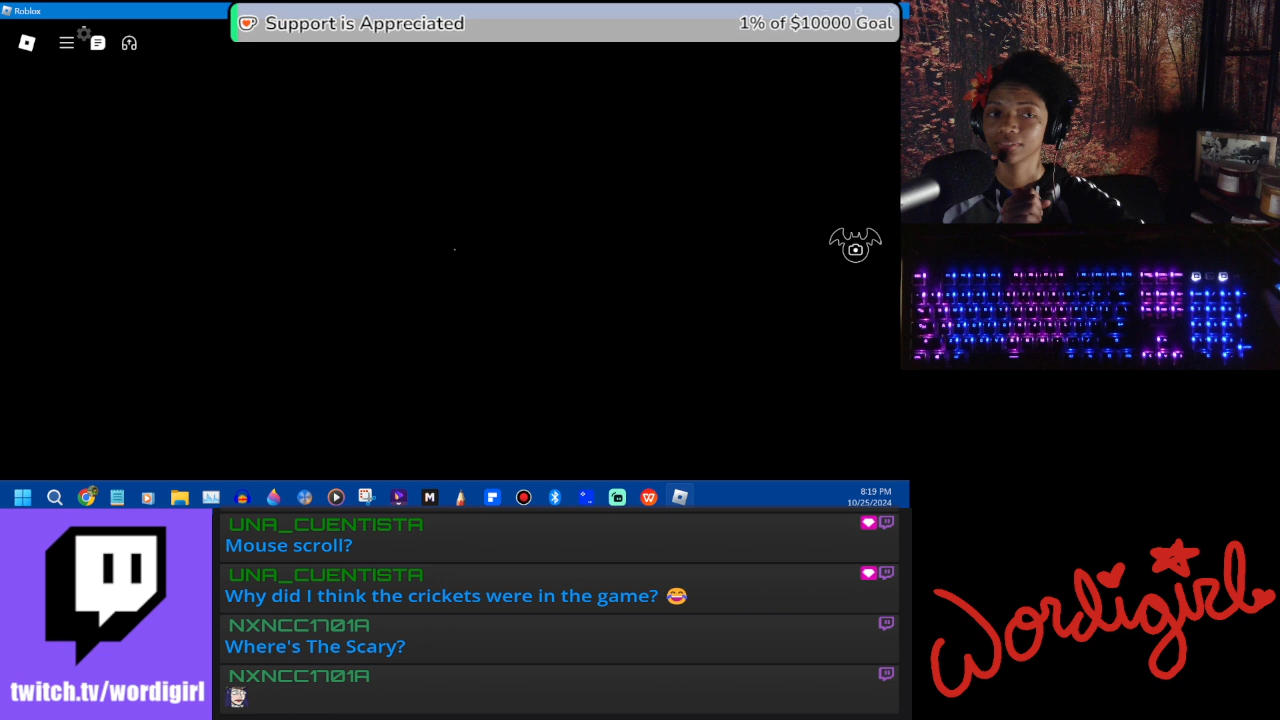 Roblox
Support is Appreciated
1% of $10000 Goal
8:19 PM
10/25/2024
UNA_CUENTISTA
Mouse scroll?
UNA_CUENTISTA
Why did I think the crickets were in the game? 😂
NXNCC1701A
Where's The Scary?
NXNCC1701A
twitch.tv/wordigirl
Wordigirl